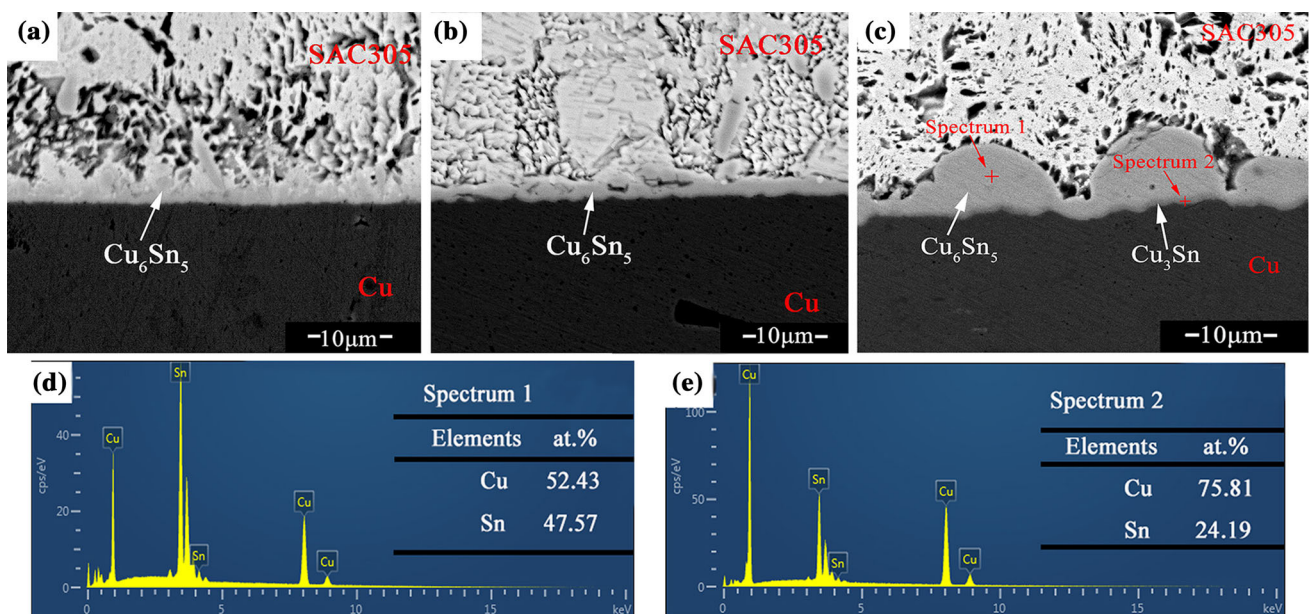 (a)
SAC305
Cu₆Sn₅
Cu
10μm
(b)
SAC305
Cu₆Sn₅
Cu
10μm
(c)
SAC305
Spectrum 1
Spectrum 2
Cu₆Sn₅
Cu₃Sn
Cu
10μm
(d)
Sn
Cu
Cu
Sn
Cu
cps/eV
40
20
0
0 5 10 15 keV
Spectrum 1
Elements at.%
Cu 52.43
Sn 47.57
(e)
Cu
Sn
Cu
Sn
Cu
cps/eV
100
50
0
0 5 10 15 keV
Spectrum 2
Elements at.%
Cu 75.81
Sn 24.19